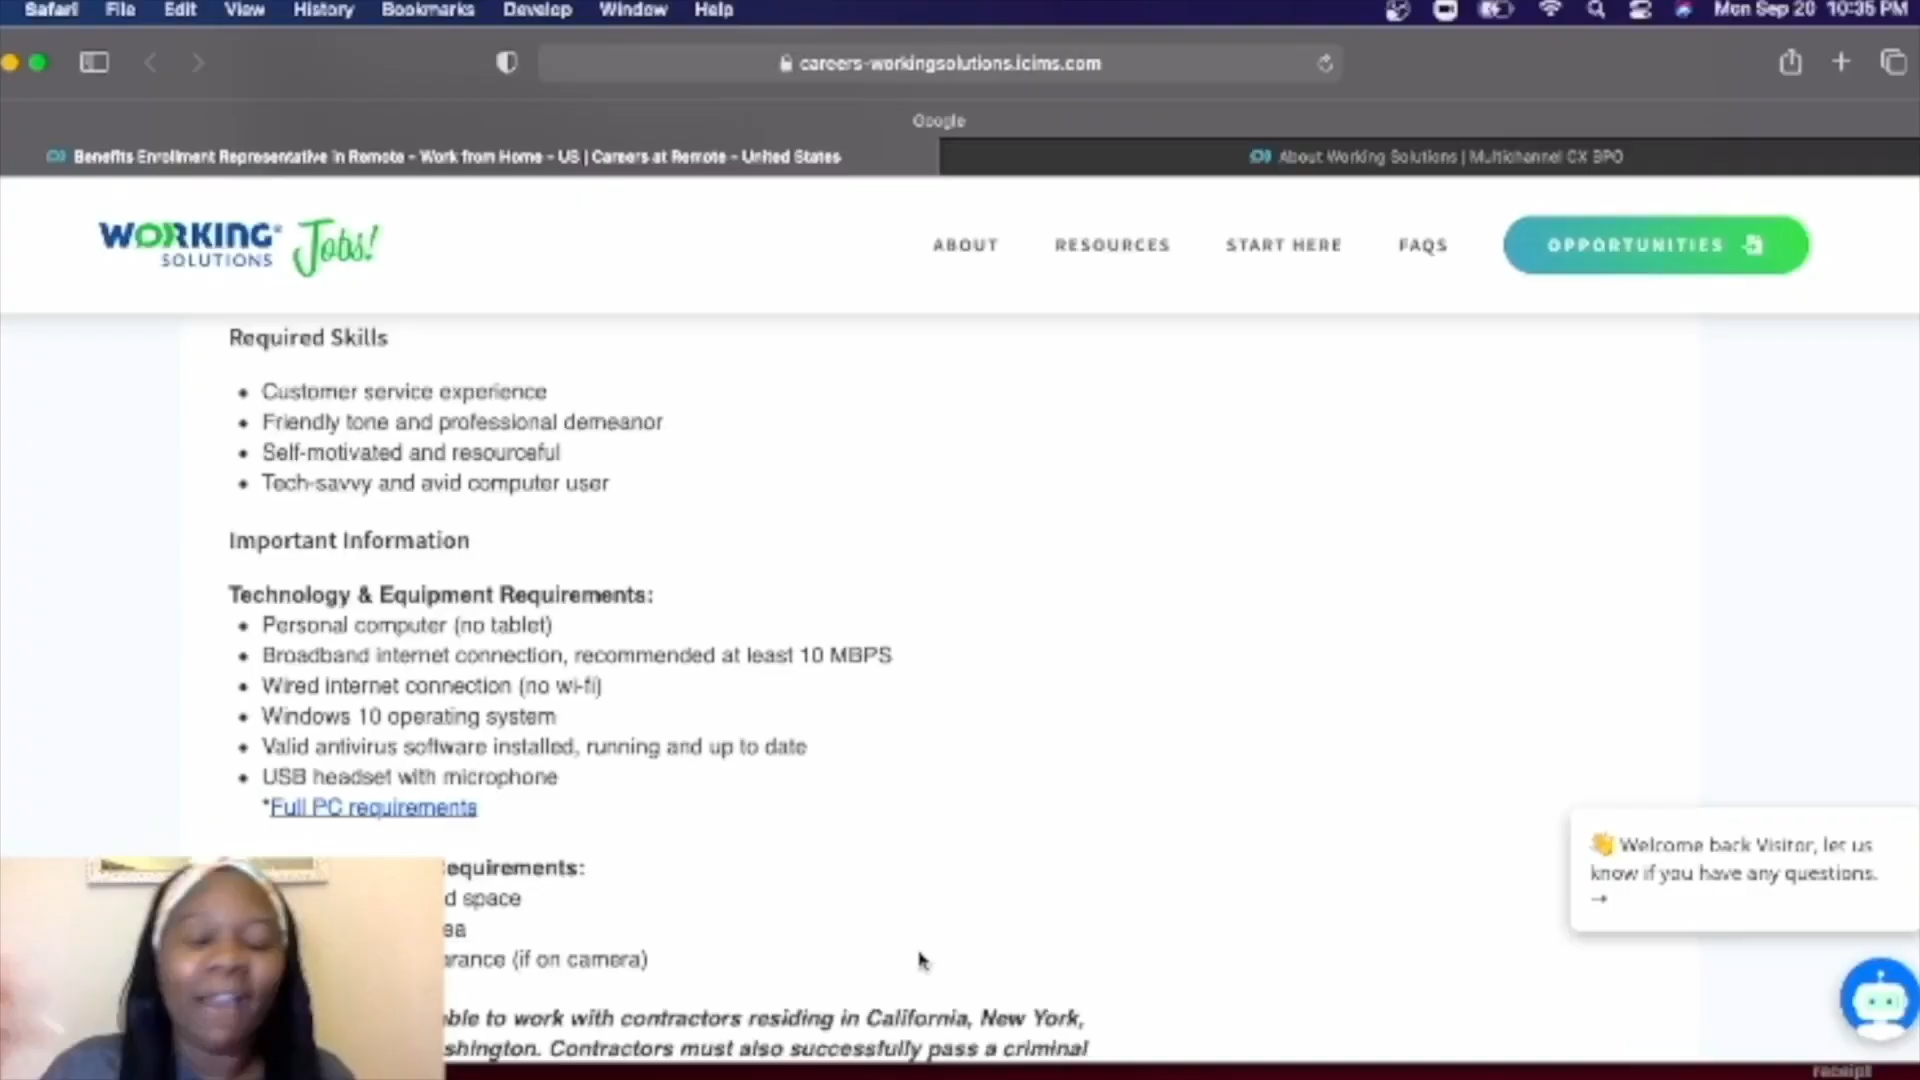 Safari File Edit View History Bookmarks Develop Window Help Mon Sep 20 10:35 PM
careers-workingsolutions.icims.com
Google
Benefits Enrollment Representative in Remote - Work from Home - US | Careers at Remote - United States
About Working Solutions | Multichannel CX BPO
WORKING SOLUTIONS Jobs!
ABOUT RESOURCES START HERE FAQS OPPORTUNITIES
Required Skills
• Customer service experience
• Friendly tone and professional demeanor
• Self-motivated and resourceful
• Tech-savvy and avid computer user
Important Information
Technology & Equipment Requirements:
• Personal computer (no tablet)
• Broadband internet connection, recommended at least 10 MBPS
• Wired internet connection (no wi-fi)
• Windows 10 operating system
• Valid antivirus software installed, running and up to date
• USB headset with microphone
*Full PC requirements
equirements:
d space
ea
arance (if on camera)
ble to work with contractors residing in California, New York,
shington. Contractors must also successfully pass a criminal
👋 Welcome back Visitor, let us
know if you have any questions.
→
receipt